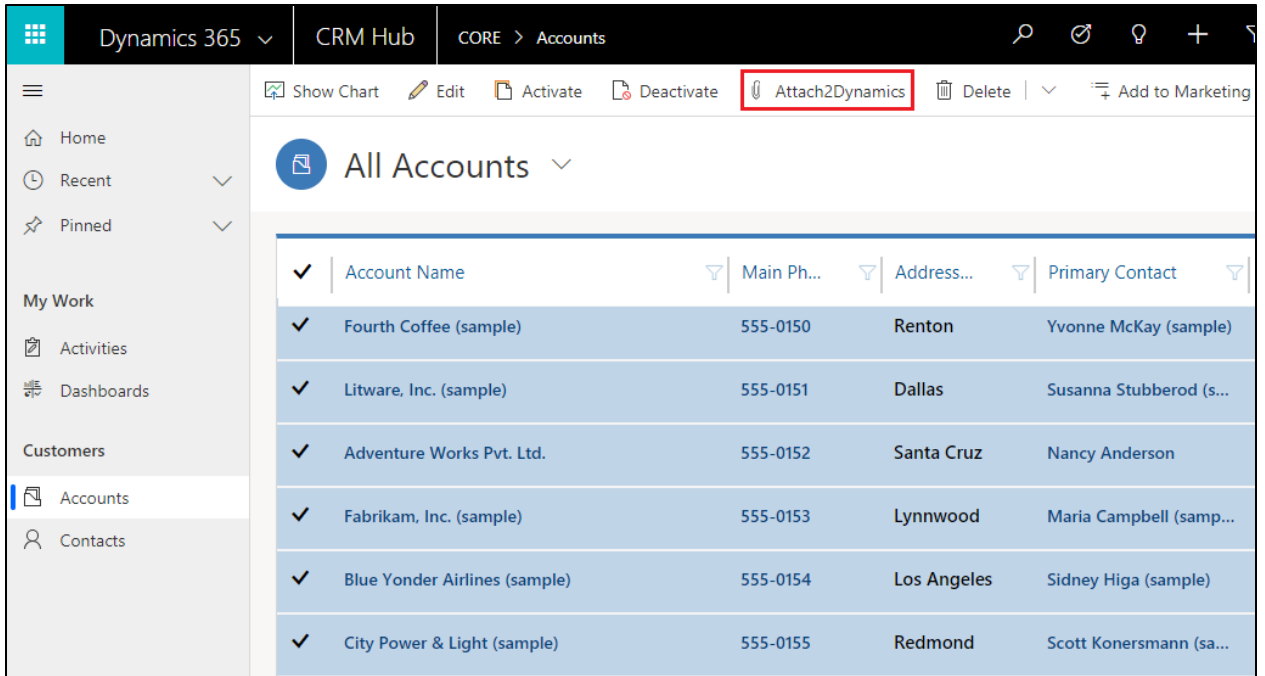 Dynamics 365 CRM Hub CORE > Accounts
Show Chart Edit Activate Deactivate Attach2Dynamics Delete Add to Marketing
Home
Recent
Pinned
My Work
Activities
Dashboards
Customers
Accounts
Contacts
All Accounts
Account Name Main Ph... Address... Primary Contact
Fourth Coffee (sample) 555-0150 Renton Yvonne McKay (sample)
Litware, Inc. (sample) 555-0151 Dallas Susanna Stubberod (s...
Adventure Works Pvt. Ltd. 555-0152 Santa Cruz Nancy Anderson
Fabrikam, Inc. (sample) 555-0153 Lynnwood Maria Campbell (samp...
Blue Yonder Airlines (sample) 555-0154 Los Angeles Sidney Higa (sample)
City Power & Light (sample) 555-0155 Redmond Scott Konersmann (sa...